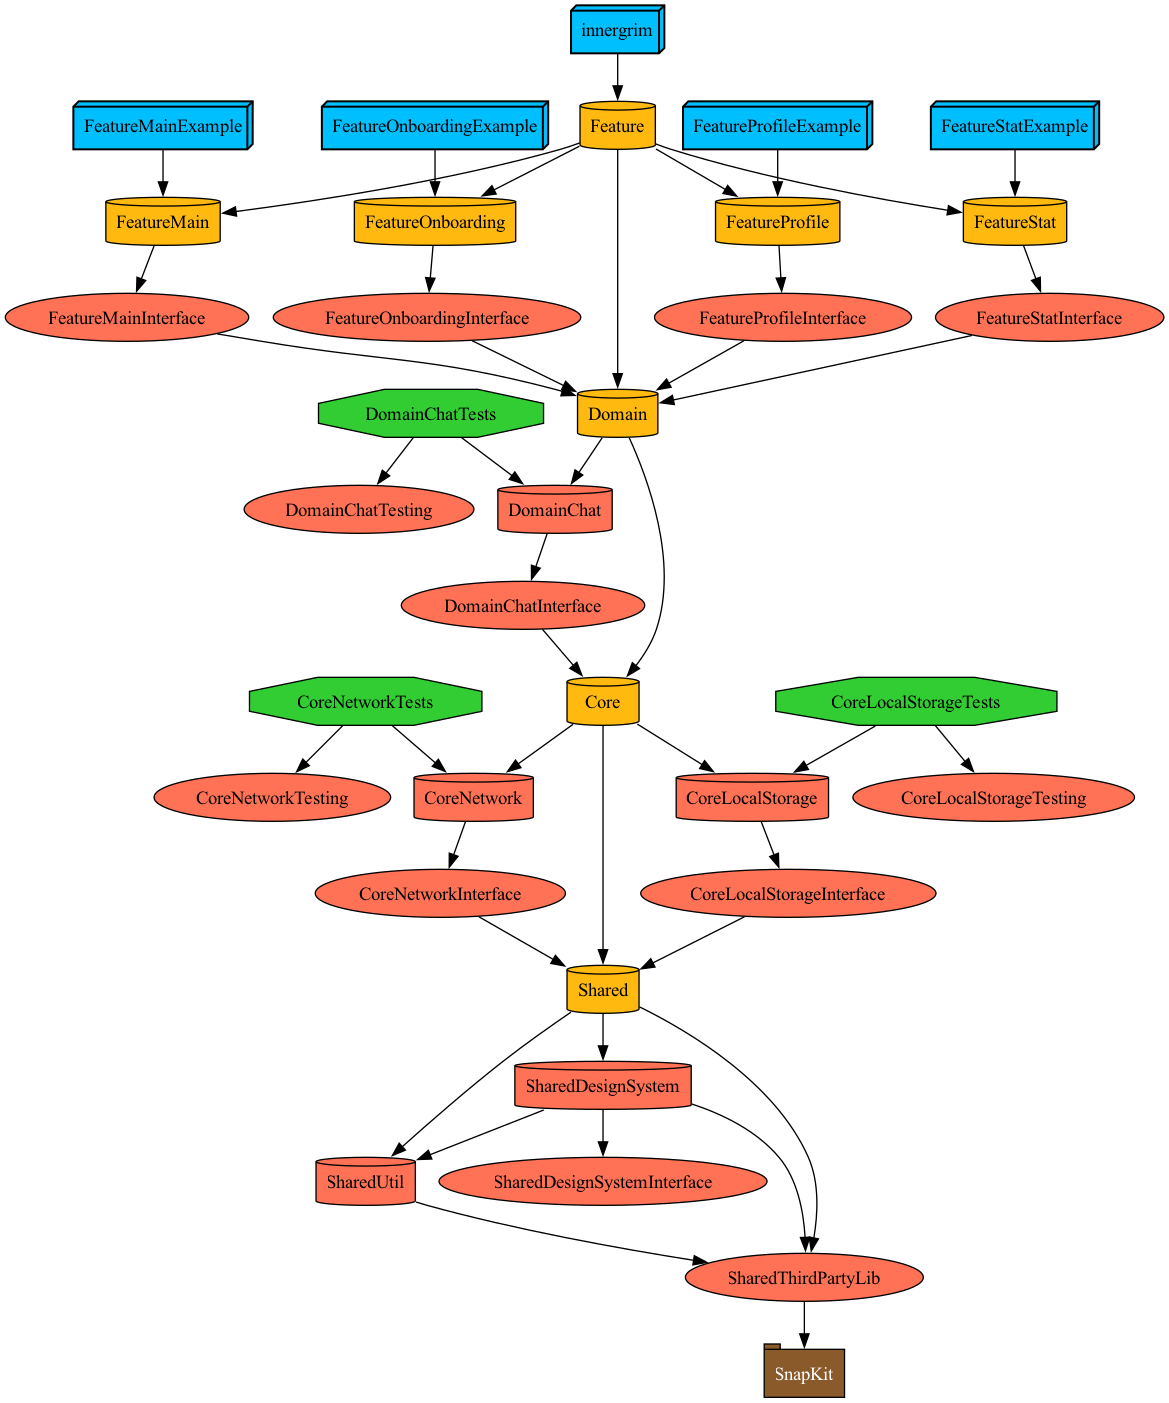 innergrim
FeatureMainExample
FeatureOnboardingExample
Feature
FeatureProfileExample
FeatureStatExample
FeatureMain
FeatureOnboarding
FeatureProfile
FeatureStat
FeatureMainInterface
FeatureOnboardingInterface
FeatureProfileInterface
FeatureStatInterface
DomainChatTests
Domain
DomainChatTesting
DomainChat
DomainChatInterface
CoreNetworkTests
Core
CoreLocalStorageTests
CoreNetworkTesting
CoreNetwork
CoreLocalStorage
CoreLocalStorageTesting
CoreNetworkInterface
CoreLocalStorageInterface
Shared
SharedDesignSystem
SharedUtil
SharedDesignSystemInterface
SharedThirdPartyLib
SnapKit